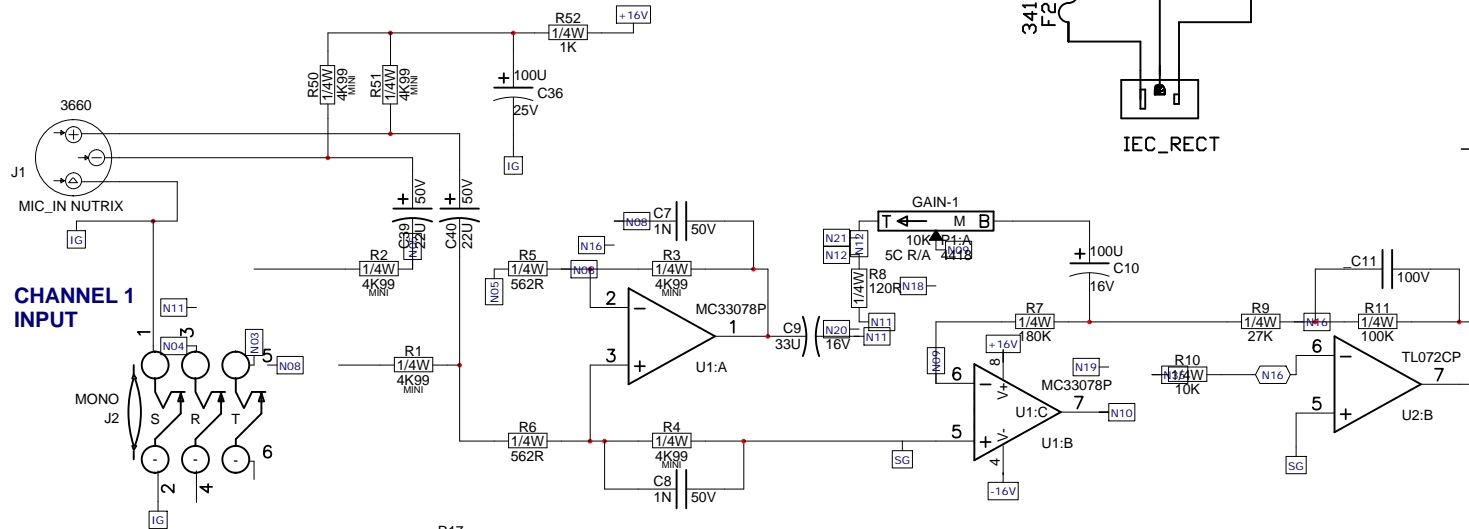 R52
+16V
1/4W
1K
341
F2
R50
1/4W
4K99
MINI
R51
1/4W
4K99
MINI
+
100U
C36
25V
IG
IEC_RECT
3660
J1
MIC_IN NUTRIX
IG
+
50V
C39
22U
+
50V
C40
22U
R2
1/4W
4K99
MINI
CHANNEL 1
INPUT
N11
N04
N03
N08
1
3
5
MONO
J2
S
R
T
2
4
6
IG
R1
1/4W
4K99
MINI
R5
1/4W
562R
N05
N16
N08
C7
1N
50V
R3
1/4W
4K99
MINI
2
3
MC33078P
1
U1:A
R6
1/4W
562R
R4
1/4W
4K99
MINI
C8
1N
50V
C9
33U
16V
N20
N11
N11
GAIN-1
T
M
B
10K
P1:A
5C R/A
4418
N09
N21
N12
N12
R8
1/4W
120R
N18
+
100U
C10
16V
R7
1/4W
180K
N09
+16V
8
V+
6
5
MC33078P
7
U1:C
U1:B
V-
4
-16V
SG
N10
N19
R9
1/4W
27K
N16
R10
1/4W
10K
N16
_C11
100V
R11
1/4W
100K
6
5
TL072CP
7
U2:B
SG
R17